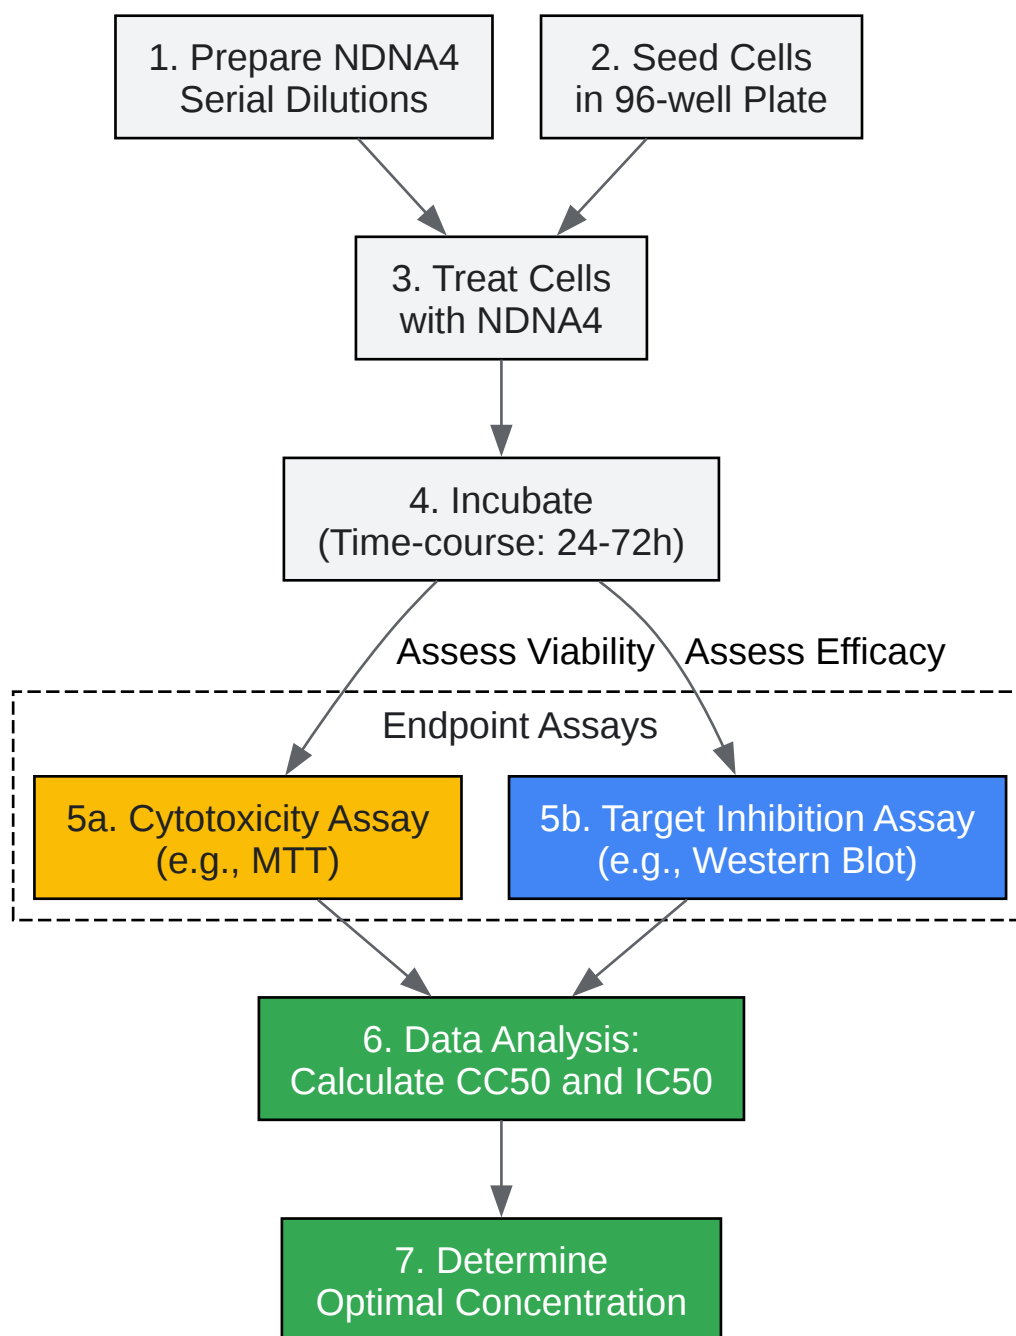 1. Prepare NDNA4
Serial Dilutions
2. Seed Cells
in 96-well Plate
3. Treat Cells
with NDNA4
4. Incubate
(Time-course: 24-72h)
Assess Viability
Assess Efficacy
Endpoint Assays
5a. Cytotoxicity Assay
(e.g., MTT)
5b. Target Inhibition Assay
(e.g., Western Blot)
6. Data Analysis:
Calculate CC50 and IC50
7. Determine
Optimal Concentration